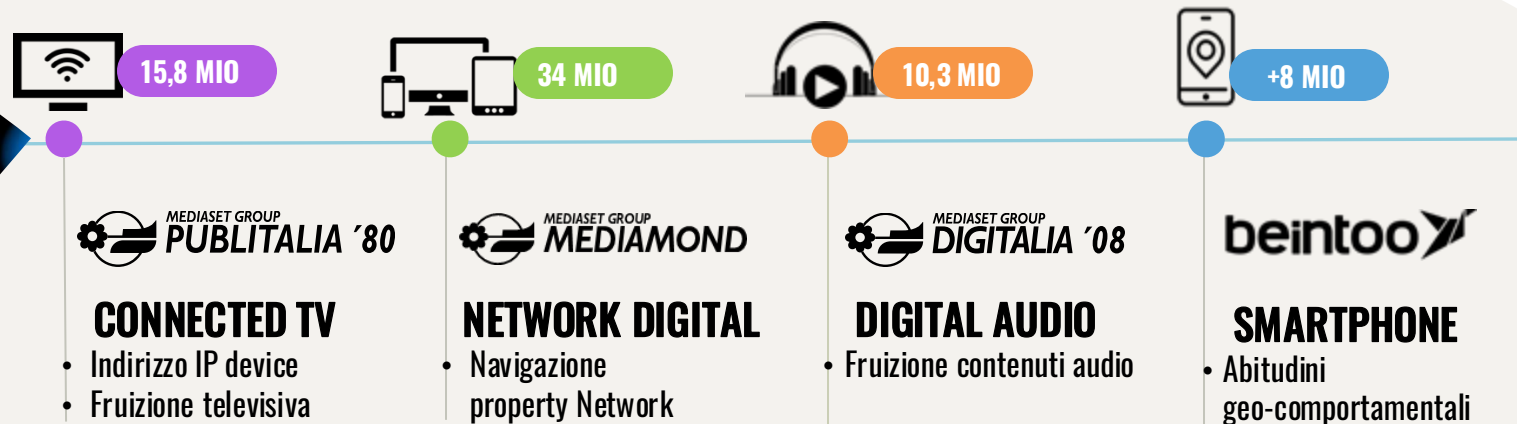 15,8 MIO
34 MIO
10,3 MIO
+8 MIO
MEDIASET GROUP
PUBLITALIA ´80
MEDIASET GROUP
MEDIAMOND
MEDIASET GROUP
DIGITALIA ´08
beintoo
CONNECTED TV
• Indirizzo IP device
• Fruizione televisiva
NETWORK DIGITAL
• Navigazione
property Network
DIGITAL AUDIO
• Fruizione contenuti audio
SMARTPHONE
• Abitudini
geo-comportamentali